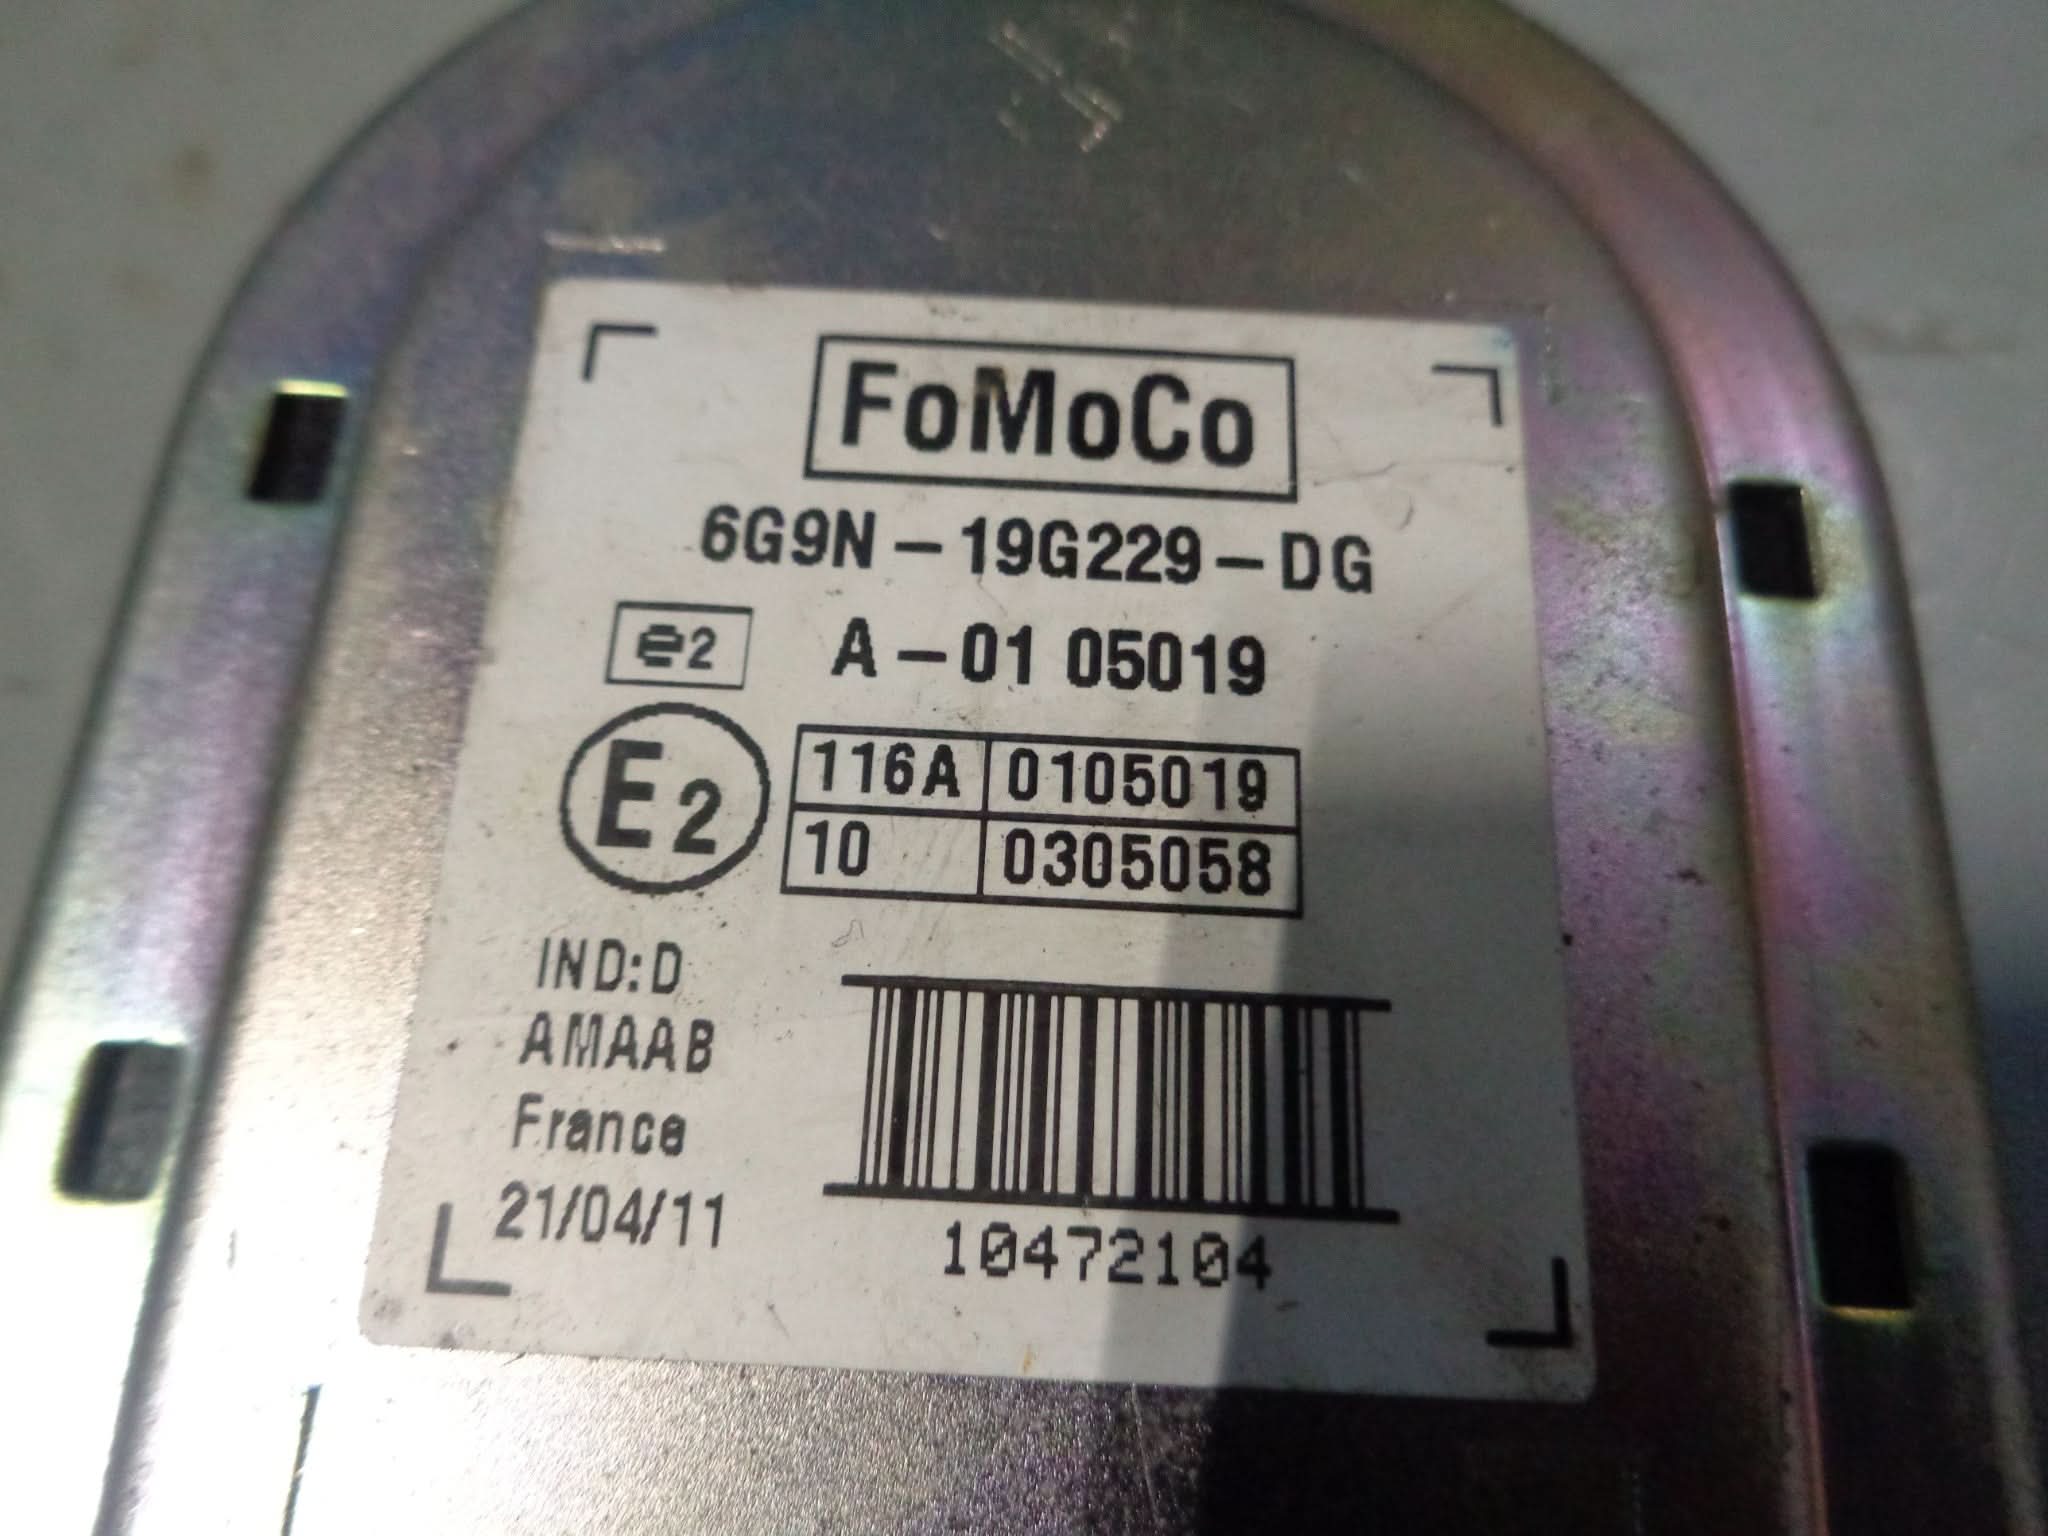 FoMoCo
6G9N-19G229-DG
e2 A-01 05019
E2
116A 0105019
10 0305058
IND:D
AMAAB
France
21/04/11
10472104